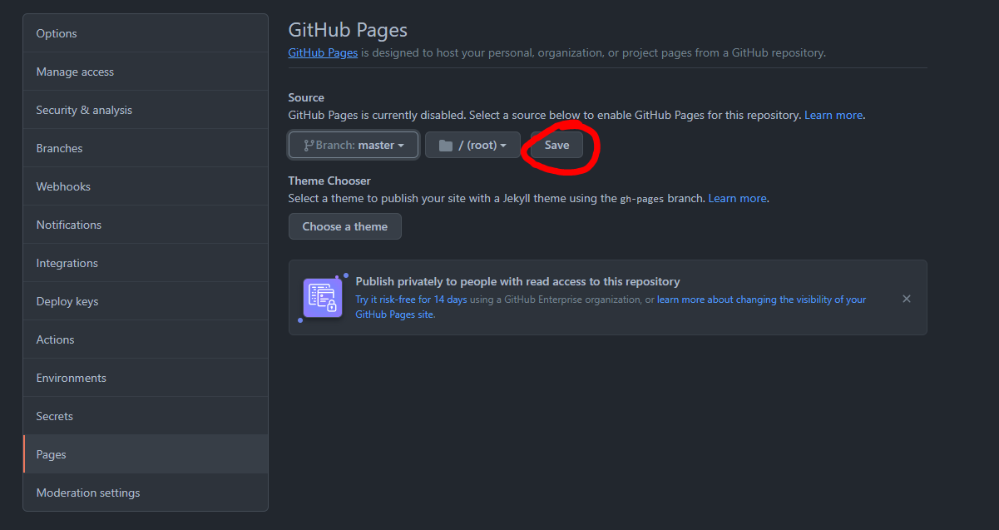 Options
Manage access
Security & analysis
Branches
Webhooks
Notifications
Integrations
Deploy keys
Actions
Environments
Secrets
Pages
Moderation settings
GitHub Pages
GitHub Pages is designed to host your personal, organization, or project pages from a GitHub repository.
Source
GitHub Pages is currently disabled. Select a source below to enable GitHub Pages for this repository. Learn more.
Branch: master / (root) Save
Theme Chooser
Select a theme to publish your site with a Jekyll theme using the gh-pages branch. Learn more.
Choose a theme
Publish privately to people with read access to this repository
Try it risk-free for 14 days using a GitHub Enterprise organization, or learn more about changing the visibility of your
GitHub Pages site.